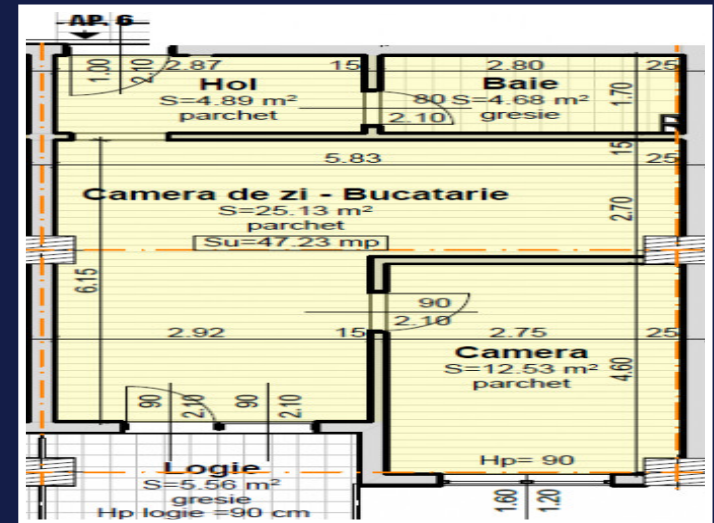 AP. 6
1.00
2.10
2.87
15
2.80
25
Hol
S=4.89 m²
parchet
Baie
S=4.68 m²
gresie
80
2.10
1.70
5.83
15
25
Camera de zi - Bucatarie
S=25.13 m²
parchet
Su=47.23 mp
2.70
6.15
90
2.10
2.92
15
2.75
25
Camera
S=12.53 m²
parchet
4.60
90
2.10
90
2.10
Hp= 90
1.60
1.20
Logie
S=5.56 m²
gresie
Hp logie =90 cm